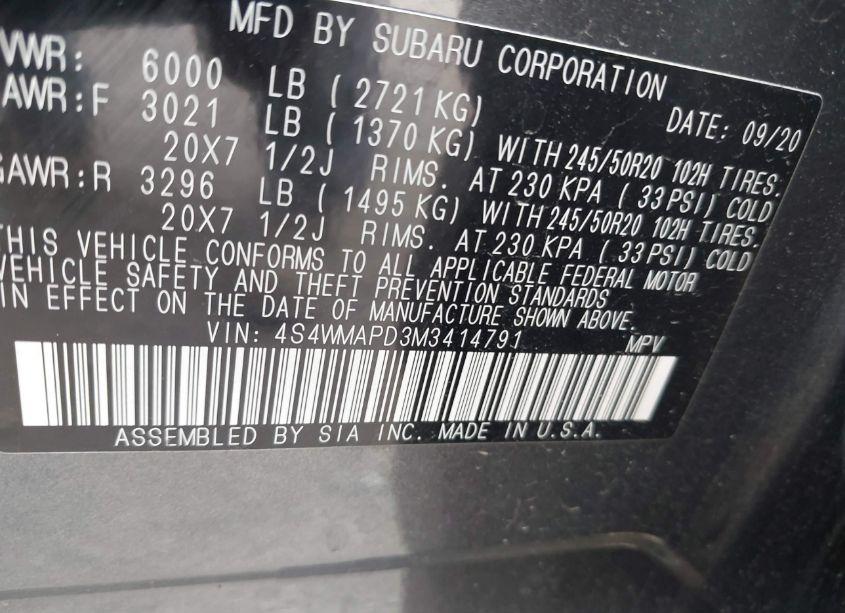 MFD BY SUBARU CORPORATION
VWR: 6000 LB ( 2721 KG) DATE: 09/20
AWR:F 3021 LB ( 1370 KG) WITH 245/50R20 102H TIRES.
20X7 1/2J RIMS. AT 230 KPA ( 33 PSI) COLD
GAWR:R 3296 LB ( 1495 KG) WITH 245/50R20 102H TIRES.
20X7 1/2J RIMS. AT 230 KPA ( 33 PSI) COLD
THIS VEHICLE CONFORMS TO ALL APPLICABLE FEDERAL MOTOR
VEHICLE SAFETY AND THEFT PREVENTION STANDARDS
IN EFFECT ON THE DATE OF MANUFACTURE SHOWN ABOVE.
VIN: 4S4WMAPD3M3414791 MPV
ASSEMBLED BY SIA INC. MADE IN U.S.A.